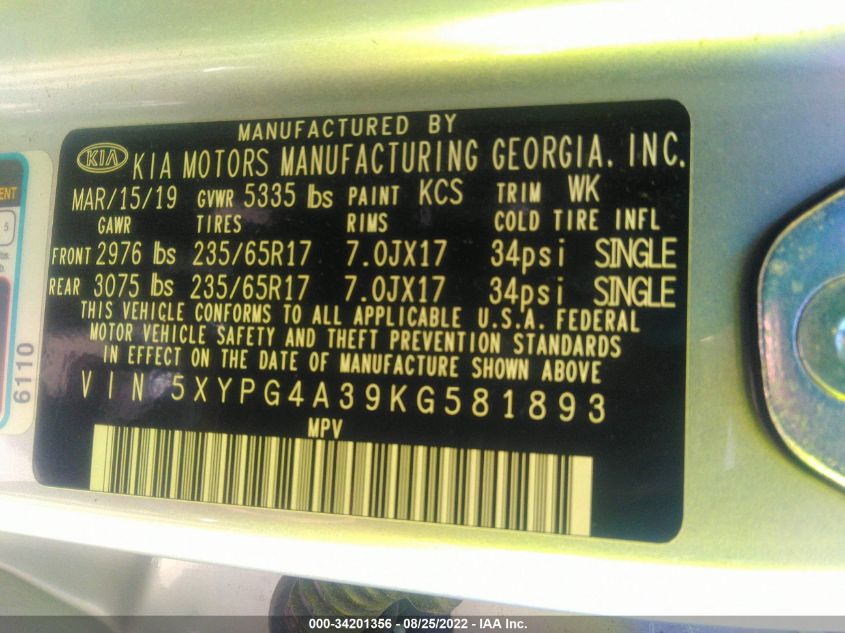 MANUFACTURED BY
KIA KIA MOTORS MANUFACTURING GEORGIA. INC.
MAR/15/19 GVWR 5335 lbs PAINT KCS TRIM WK
GAWR TIRES RIMS COLD TIRE INFL
FRONT 2976 lbs 235/65R17 7.0JX17 34psi SINGLE
REAR 3075 lbs 235/65R17 7.0JX17 34psi SINGLE
THIS VEHICLE CONFORMS TO ALL APPLICABLE U.S.A. FEDERAL
MOTOR VEHICLE SAFETY AND THEFT PREVENTION STANDARDS
IN EFFECT ON THE DATE OF MANUFACTURE SHOWN ABOVE
VIN 5XYPG4A39KG581893
MPV
ENT
5
6110
000-34201356 - 08/25/2022 - IAA Inc.